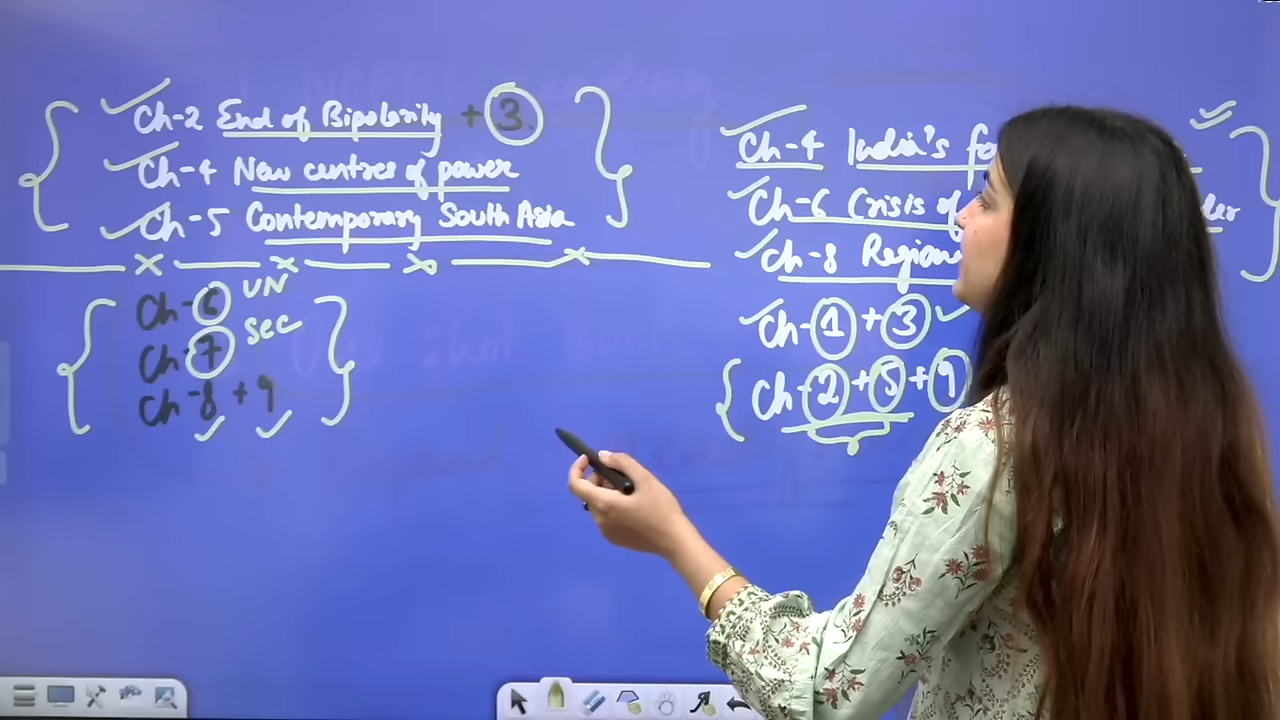 Ch-2 End of Bipolarity + 3
Ch-4 New centres of power
Ch-5 Contemporary South Asia
Ch-6 UN
Ch-7 SEC
Ch-8 + 9
Ch-4 India's
Ch-6 Crisis of
Ch-8
Ch-1 + 3
Ch-2 + 5 + 9